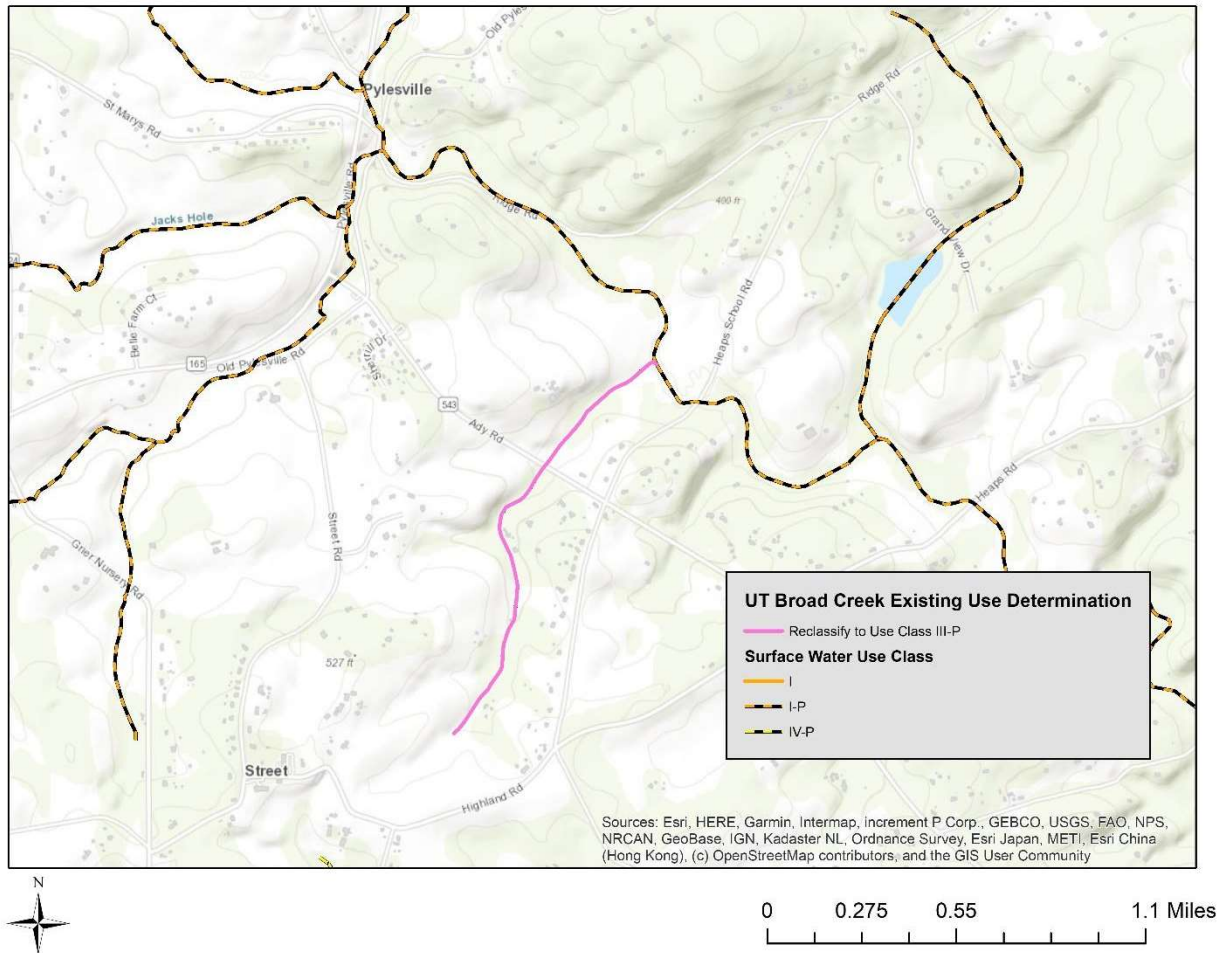 Old Pyles
Pylesville
St Marys Rd
Ridge Rd
Pylesville Rd
Jacks Hole
Ridge Rd
400 ft
Grand View Dr
Belle Farm Ct
Heaps School Rd
165
Old Pylesville Rd
Sherrill Dr
543
Ady Rd
Heaps Rd
Street Rd
Grier Nursery Rd
527 ft
Street
Highland Rd
UT Broad Creek Existing Use Determination
Reclassify to Use Class III-P
Surface Water Use Class
I
I-P
IV-P
Sources: Esri, HERE, Garmin, Intermap, increment P Corp., GEBCO, USGS, FAO, NPS,
NRCAN, GeoBase, IGN, Kadaster NL, Ordnance Survey, Esri Japan, METI, Esri China
(Hong Kong), (c) OpenStreetMap contributors, and the GIS User Community
N
0 0.275 0.55 1.1 Miles